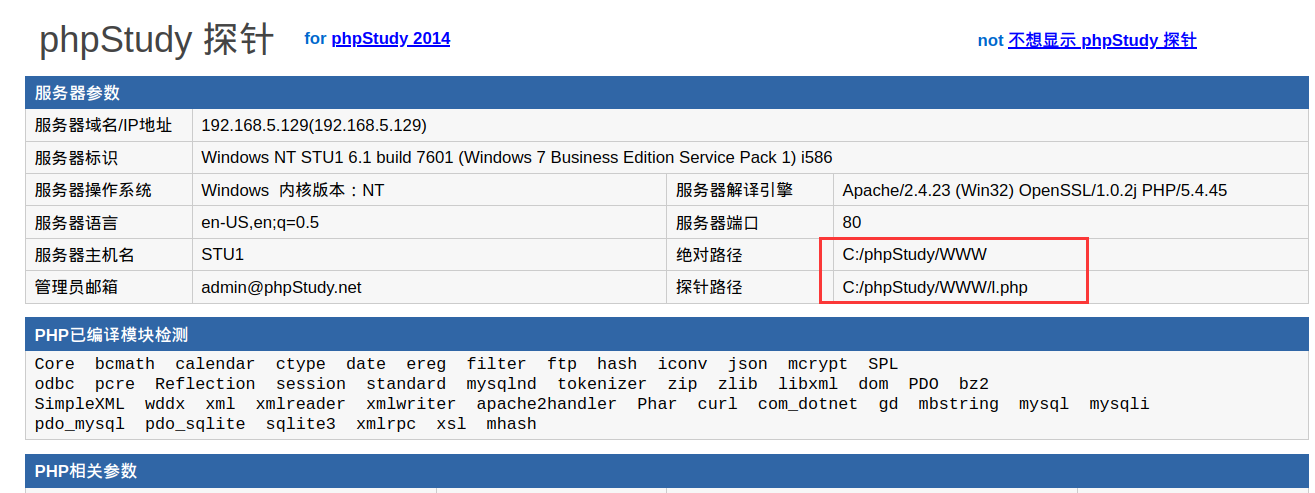 phpStudy 探针 for phpStudy 2014 not 不想显示 phpStudy 探针
服务器参数
服务器域名/IP地址 192.168.5.129(192.168.5.129)
服务器标识 Windows NT STU1 6.1 build 7601 (Windows 7 Business Edition Service Pack 1) i586
服务器操作系统 Windows 内核版本：NT 服务器解译引擎 Apache/2.4.23 (Win32) OpenSSL/1.0.2j PHP/5.4.45
服务器语言 en-US,en;q=0.5 服务器端口 80
服务器主机名 STU1 绝对路径 C:/phpStudy/WWW
管理员邮箱 admin@phpStudy.net 探针路径 C:/phpStudy/WWW/l.php
PHP已编译模块检测
Core bcmath calendar ctype date ereg filter ftp hash iconv json mcrypt SPL
odbc pcre Reflection session standard mysqlnd tokenizer zip zlib libxml dom PDO bz2
SimpleXML wddx xml xmlreader xmlwriter apache2handler Phar curl com_dotnet gd mbstring mysql mysqli
pdo_mysql pdo_sqlite sqlite3 xmlrpc xsl mhash
PHP相关参数